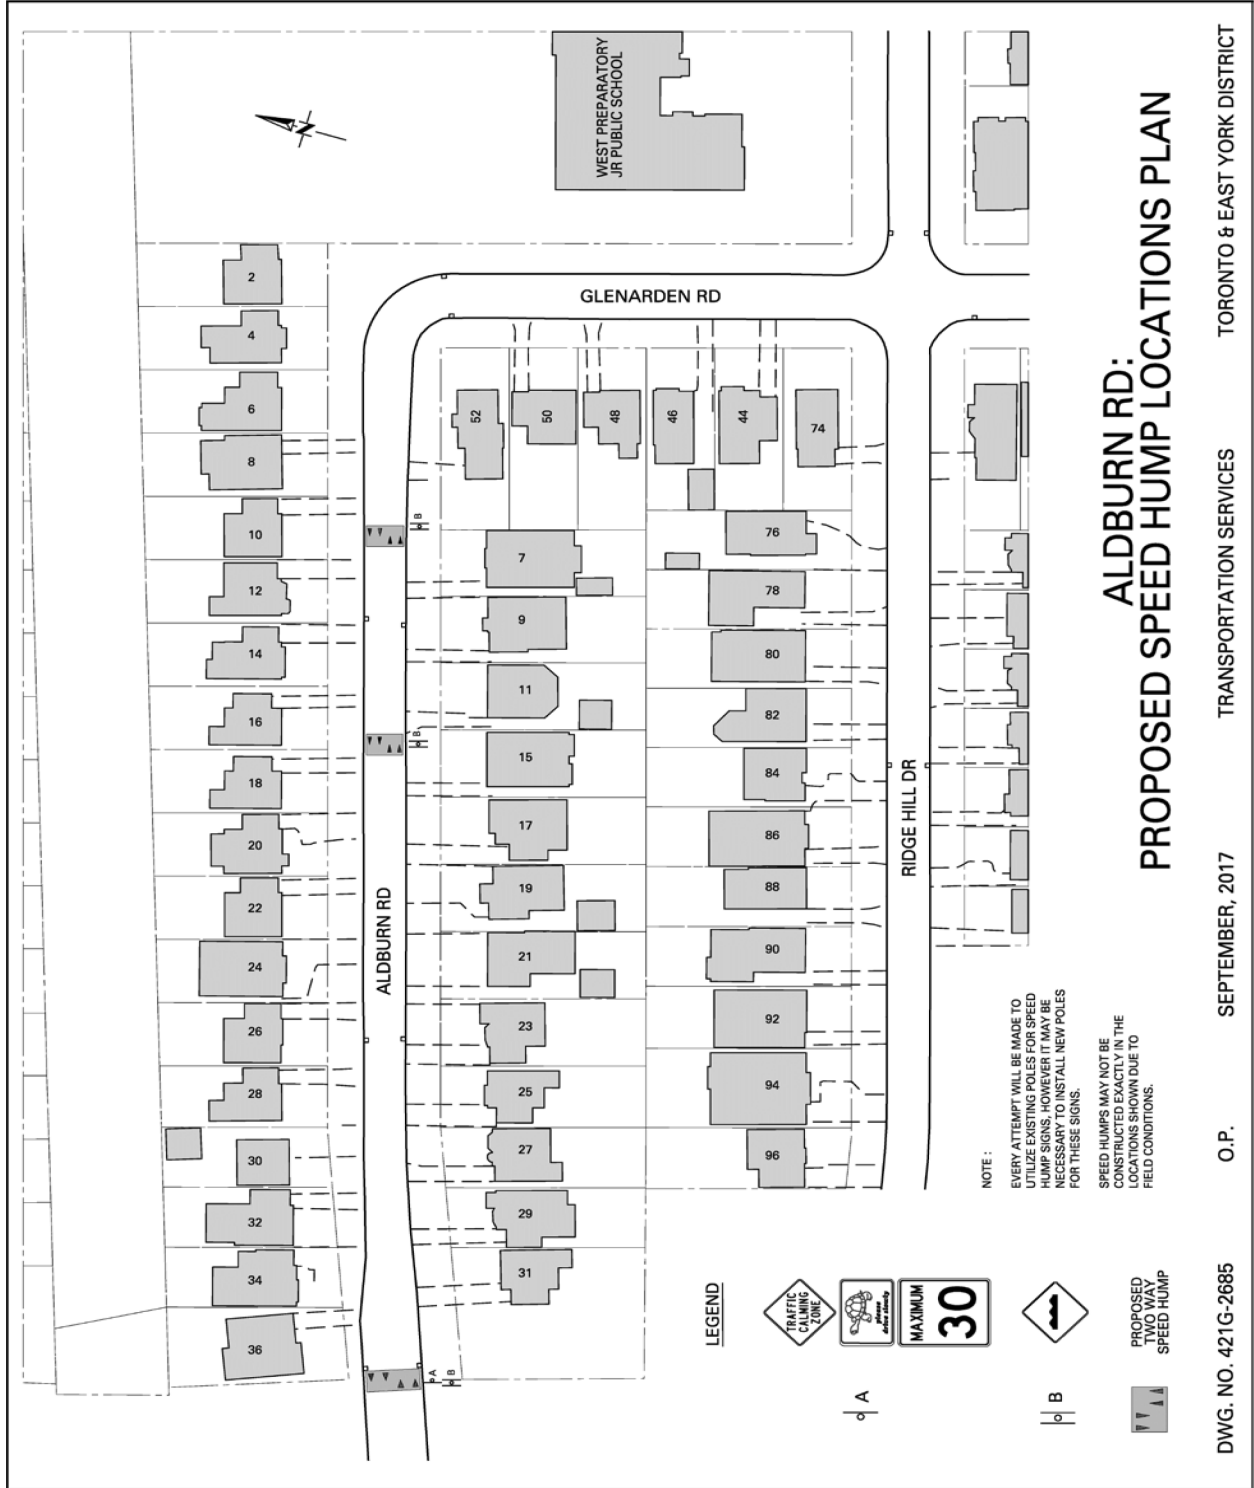 WEST PREPARATORY
JR PUBLIC SCHOOL
N
2
4
6
8
10
12
14
16
18
20
22
24
26
28
30
32
34
36
GLENARDEN RD
52
50
48
46
44
74
ALDBURN RD
7
9
11
15
17
19
21
23
25
27
29
31
B
B
A
B
76
78
80
82
84
86
88
90
92
94
96
RIDGE HILL DR
NOTE :
EVERY ATTEMPT WILL BE MADE TO
UTILIZE EXISTING POLES FOR SPEED
HUMP SIGNS, HOWEVER IT MAY BE
NECESSARY TO INSTALL NEW POLES
FOR THESE SIGNS.
SPEED HUMPS MAY NOT BE
CONSTRUCTED EXACTLY IN THE
LOCATIONS SHOWN DUE TO
FIELD CONDITIONS.
LEGEND
A
TRAFFIC
CALMING
ZONE
please
drive slowly
MAXIMUM
30
B
PROPOSED
TWO WAY
SPEED HUMP
ALDBURN RD:
PROPOSED SPEED HUMP LOCATIONS PLAN
DWG. NO. 421G-2685
O.P.
SEPTEMBER, 2017
TRANSPORTATION SERVICES
TORONTO & EAST YORK DISTRICT